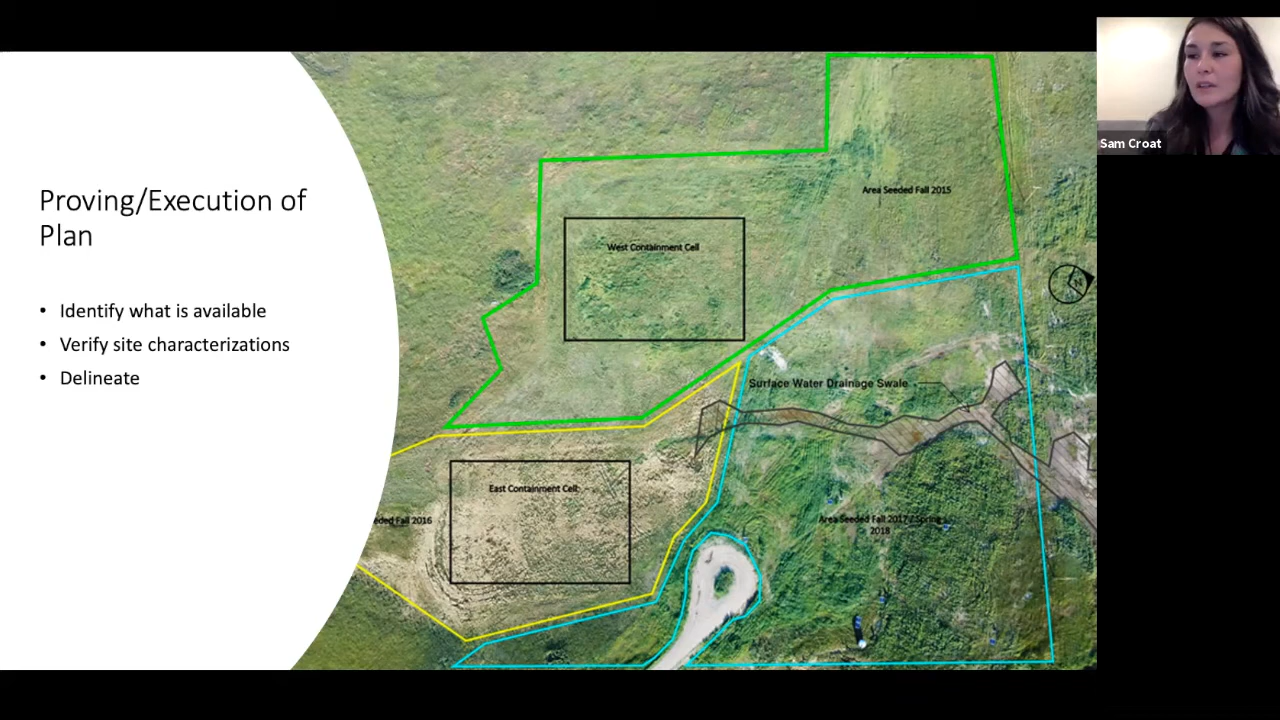 Proving/Execution of
Plan
• Identify what is available
• Verify site characterizations
• Delineate
Area Seeded Fall 2015
West Containment Cell
N
Surface Water Drainage Swale
East Containment Cell
Fall 2016
Area Seeded Fall 2017 / Spring
2018
Sam Croat